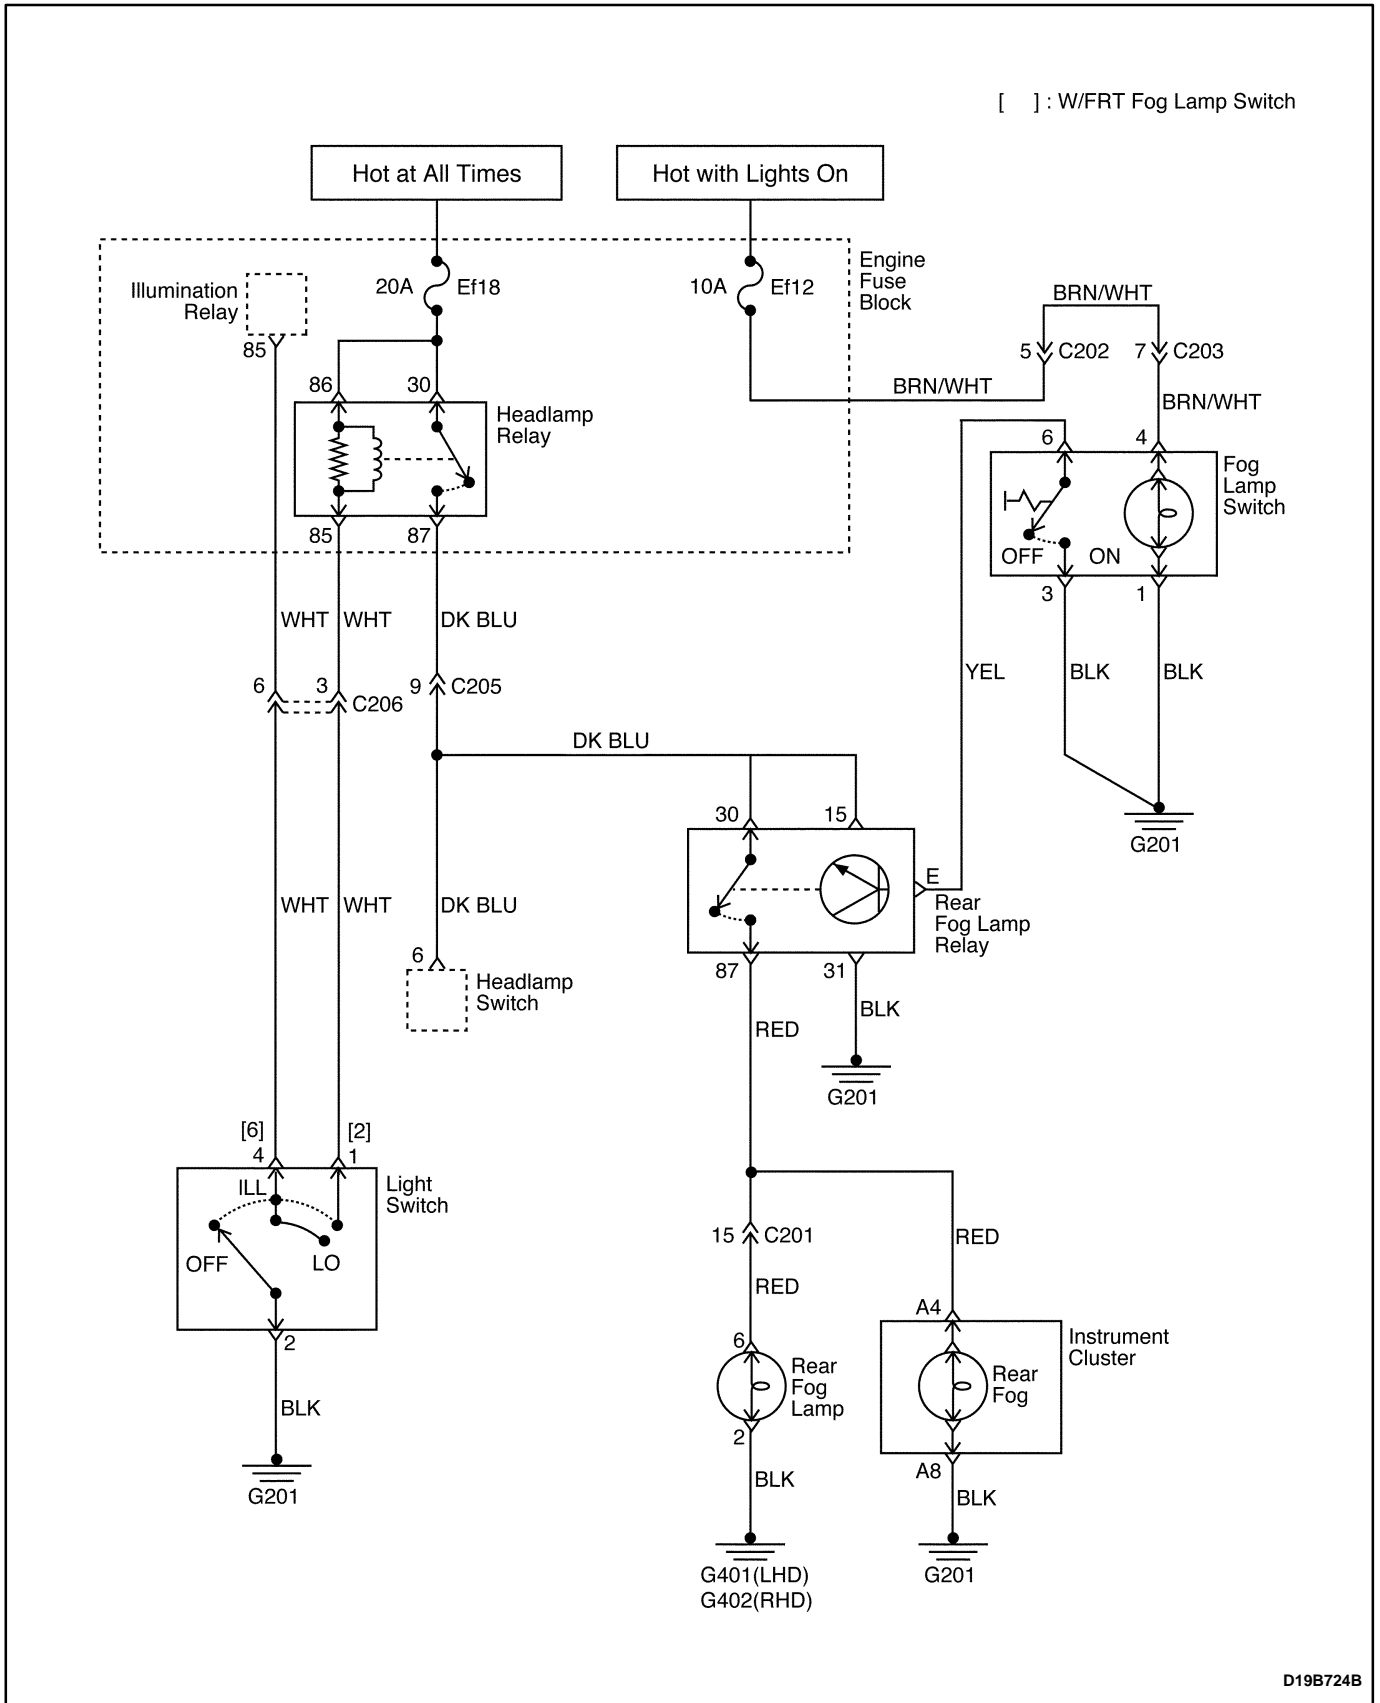 [ ] : W/FRT Fog Lamp Switch
Hot at All Times
Hot with Lights On
Engine
Fuse
Block
Illumination
Relay
20A
Ef18
10A
Ef12
BRN/WHT
85
5
C202
7
C203
86
30
BRN/WHT
BRN/WHT
Headlamp
Relay
6
4
Fog
Lamp
Switch
85
87
OFF
ON
3
1
WHT
WHT
DK BLU
YEL
BLK
BLK
6
3
C206
9
C205
DK BLU
30
15
G201
E
Rear
Fog Lamp
Relay
WHT
WHT
DK BLU
6
Headlamp
Switch
87
31
BLK
RED
G201
[6]
[2]
4
1
Light
Switch
ILL
OFF
LO
15
C201
RED
RED
2
A4
6
Rear
Fog
Lamp
Instrument
Cluster
Rear
Fog
BLK
2
A8
BLK
BLK
G201
G401(LHD)
G402(RHD)
G201
D19B724B